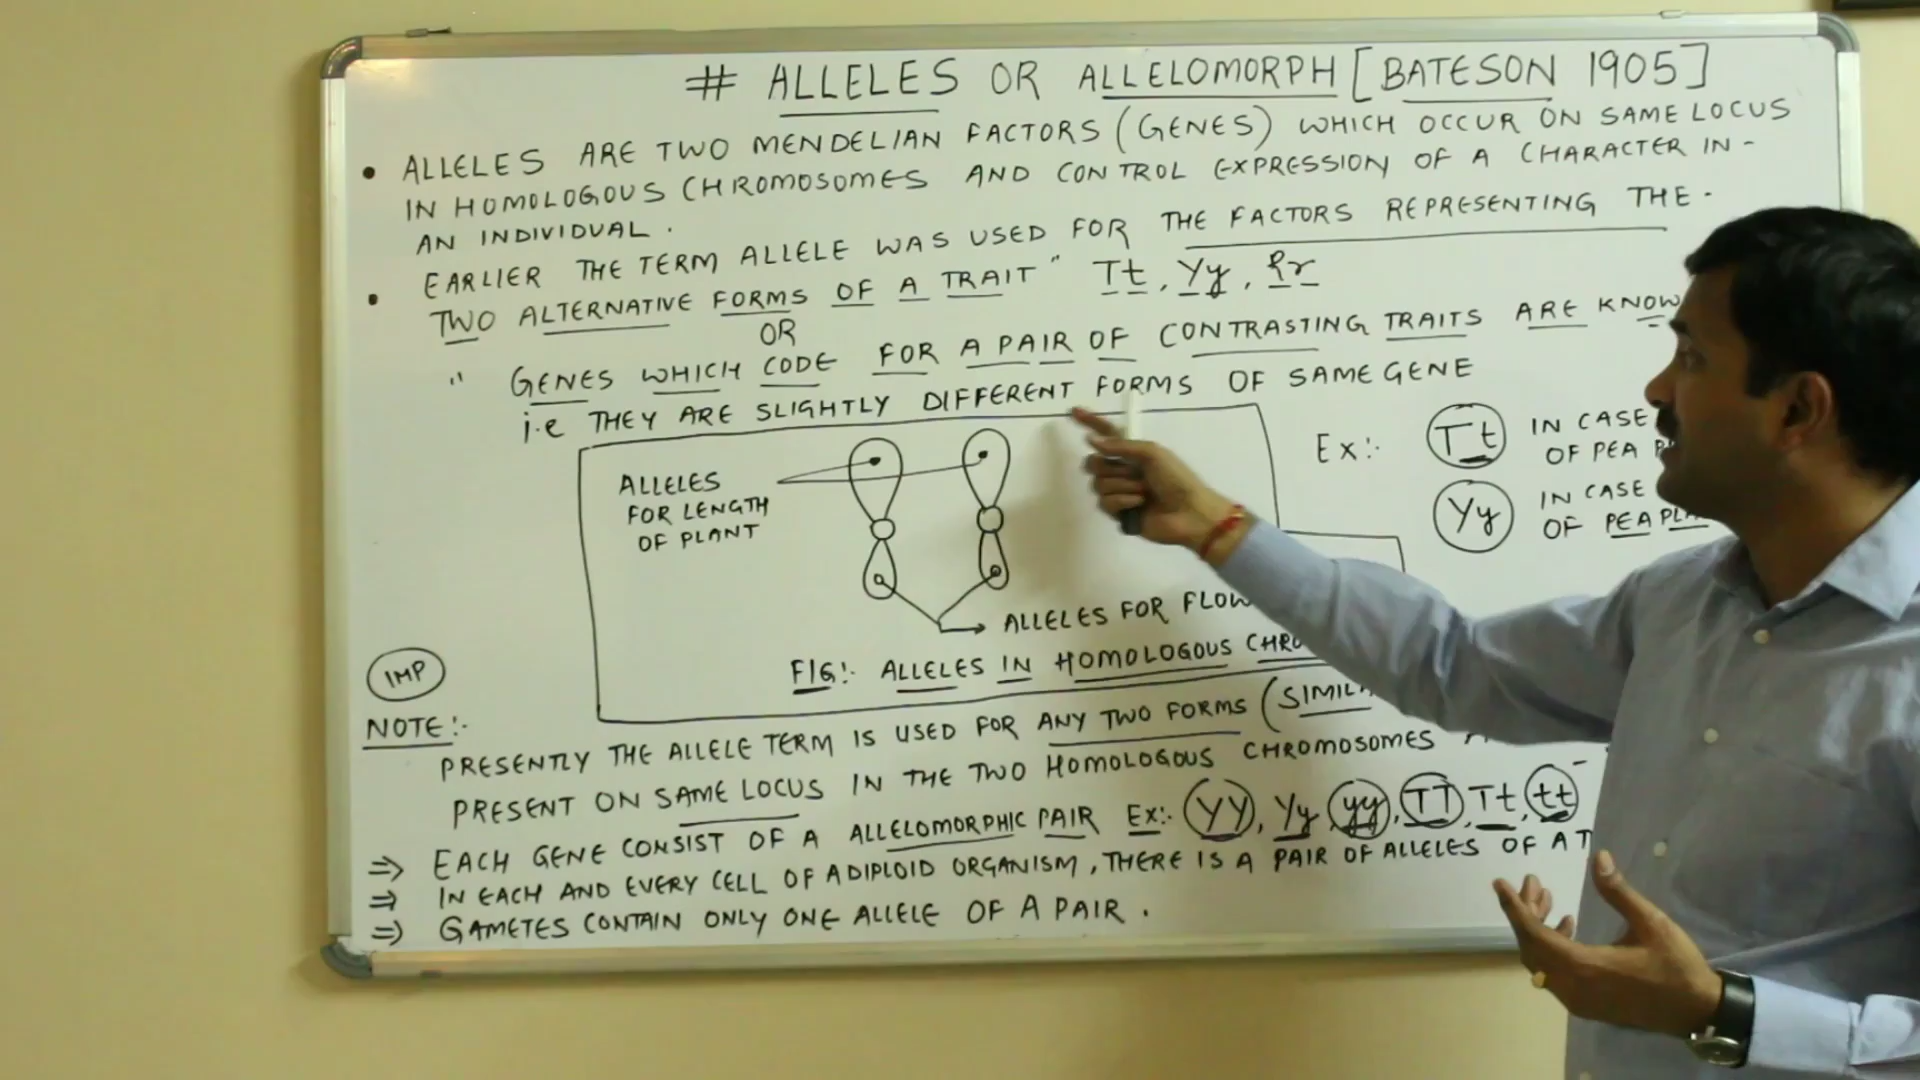 # ALLELES OR ALLELOMORPH [BATESON 1905]
• ALLELES ARE TWO MENDELIAN FACTORS (GENES) WHICH OCCUR ON SAME LOCUS
IN HOMOLOGOUS CHROMOSOMES AND CONTROL EXPRESSION OF A CHARACTER IN -
AN INDIVIDUAL.
• EARLIER THE TERM ALLELE WAS USED FOR THE FACTORS REPRESENTING THE -
TWO ALTERNATIVE FORMS OF A TRAIT" Tt, Yy, Rr
OR
" GENES WHICH CODE FOR A PAIR OF CONTRASTING TRAITS ARE KNOW
i.e THEY ARE SLIGHTLY DIFFERENT FORMS OF SAME GENE
ALLELES
FOR LENGTH
OF PLANT
Ex:- Tt IN CASE
OF PEA
Yy IN CASE
OF PEA PLA
ALLELES FOR FLOW
FIG:- ALLELES IN HOMOLOGOUS CHRO
IMP
NOTE:-
PRESENTLY THE ALLELE TERM IS USED FOR ANY TWO FORMS (SIMIL
PRESENT ON SAME LOCUS IN THE TWO HOMOLOGOUS CHROMOSOMES
⇒ EACH GENE CONSIST OF A ALLELOMORPHIC PAIR Ex:- YY, Yy, yy, TT, Tt, tt -
⇒ IN EACH AND EVERY CELL OF A DIPLOID ORGANISM, THERE IS A PAIR OF ALLELES OF A T
⇒ GAMETES CONTAIN ONLY ONE ALLELE OF A PAIR.